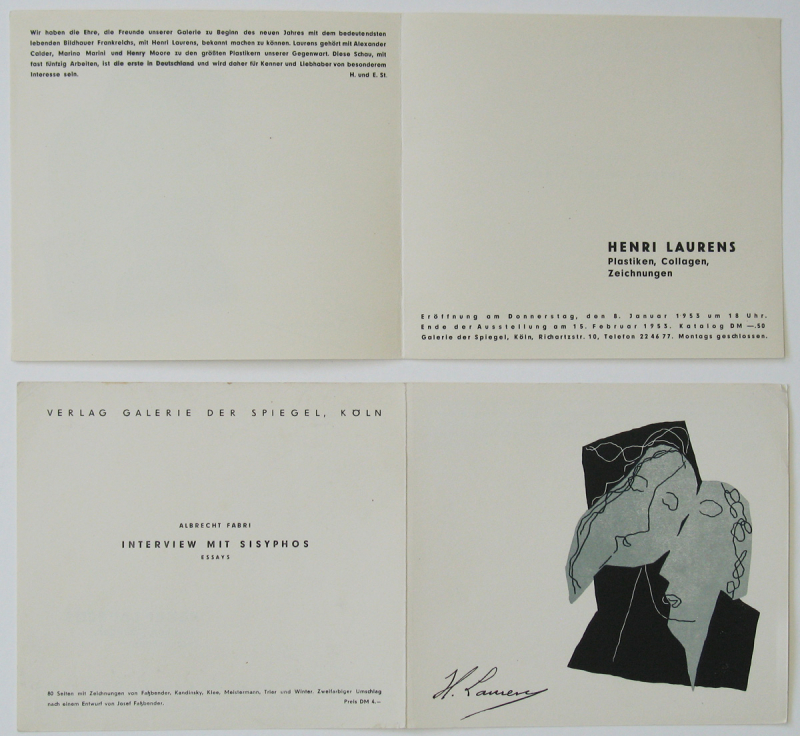 Wir haben die Ehre, die Freunde unserer Galerie zu Beginn des neuen Jahres mit dem bedeutendsten
lebenden Bildhauer Frankreichs, mit Henri Laurens, bekannt machen zu können. Laurens gehört mit Alexander
Calder, Marino Marini und Henry Moore zu den größten Plastikern unserer Gegenwart. Diese Schau, mit
fast fünfzig Arbeiten, ist die erste in Deutschland und wird daher für Kenner und Liebhaber von besonderem
Interesse sein. H. und E. St.
HENRI LAURENS
Plastiken, Collagen,
Zeichnungen
Eröffnung am Donnerstag, den 8. Januar 1953 um 18 Uhr.
Ende der Ausstellung am 15. Februar 1953. Katalog DM —.50
Galerie der Spiegel, Köln, Richartzstr. 10, Telefon 224677. Montags geschlossen.
VERLAG GALERIE DER SPIEGEL, KÖLN
ALBRECHT FABRI
INTERVIEW MIT SISYPHOS
ESSAYS
80 Seiten mit Zeichnungen von Faßbender, Kandinsky, Klee, Meistermann, Trier und Winter. Zweifarbiger Umschlag
nach einem Entwurf von Josef Faßbender. Preis DM 4.—
H. Laurens